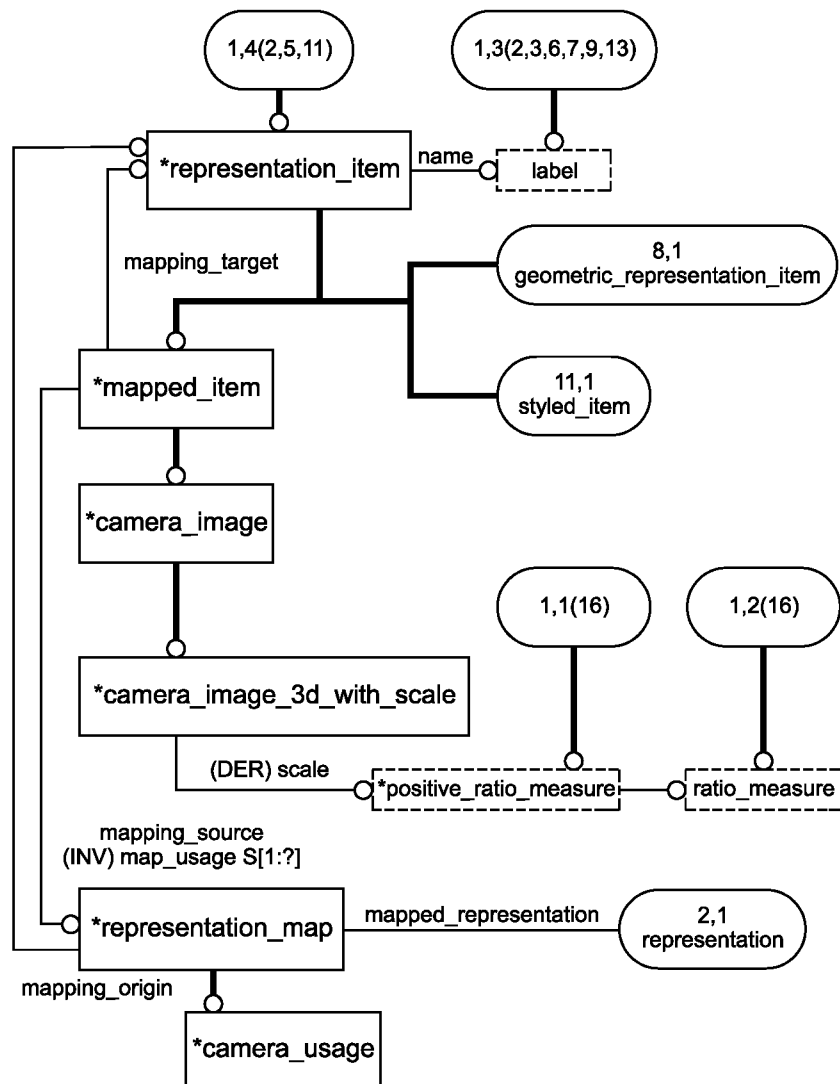 1,4(2,5,11)
1,3(2,3,6,7,9,13)
*representation_item
name
label
mapping_target
8,1
geometric_representation_item
*mapped_item
11,1
styled_item
*camera_image
1,1(16)
1,2(16)
*camera_image_3d_with_scale
(DER) scale
*positive_ratio_measure
ratio_measure
mapping_source
(INV) map_usage S[1:?]
*representation_map
mapped_representation
2,1
representation
mapping_origin
*camera_usage